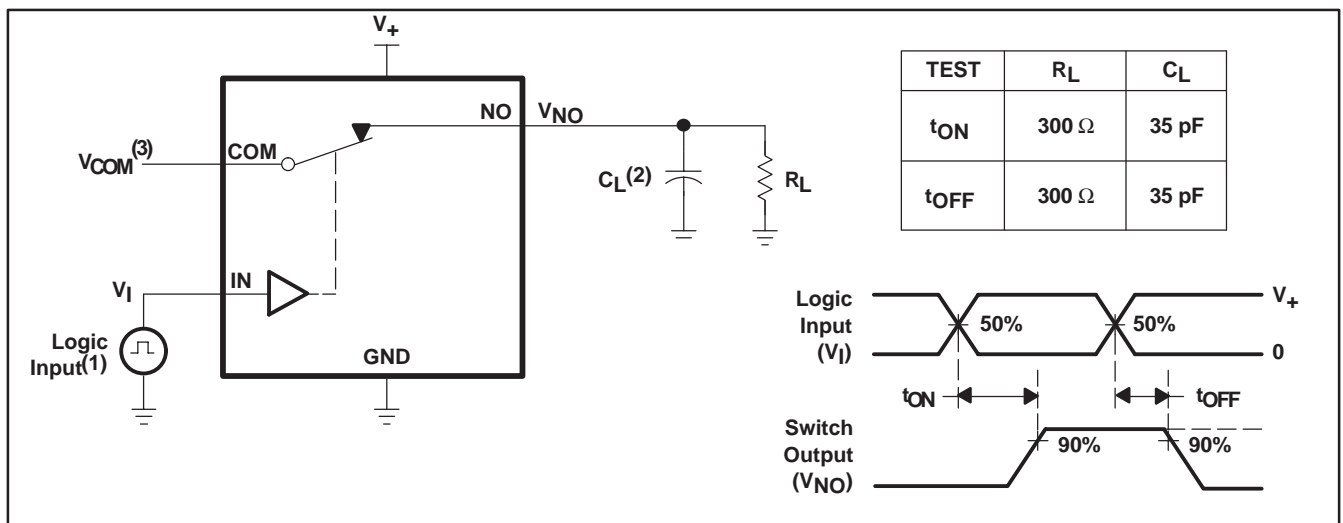 V+
NO
VNO
COM
VCOM(3)
CL(2)
RL
IN
VI
Logic
Input(1)
GND
TEST RL CL
tON 300 Ω 35 pF
tOFF 300 Ω 35 pF
Logic
Input
(VI)
50%
50%
V+
0
tON
tOFF
Switch
Output
(VNO)
90%
90%